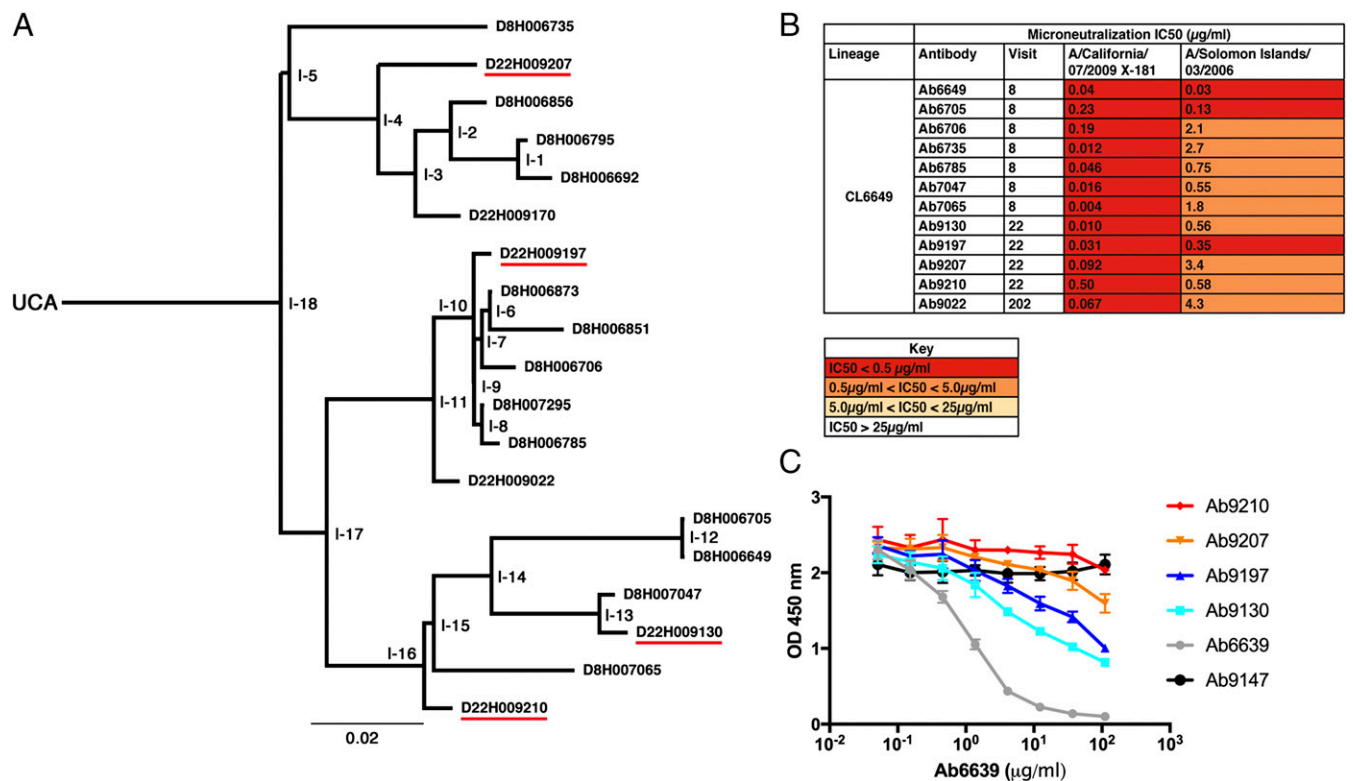 A
D8H006735
D22H009207
I-5
D8H006856
I-4
I-2
D8H006795
I-1
I-3
D8H006692
D22H009170
D22H009197
UCA
I-18
D8H006873
I-10
I-6
D8H006851
I-7
D8H006706
I-9
I-11
D8H007295
I-8
D8H006785
D22H009022
D8H006705
I-17
I-12
D8H006649
I-14
D8H007047
I-13
I-15
D22H009130
I-16
D8H007065
D22H009210
0.02
B
Microneutralization IC50 (µg/ml)
Lineage Antibody Visit A/California/ 07/2009 X-181 A/Solomon Islands/ 03/2006
CL6649
Ab6649 8 0.04 0.03
Ab6705 8 0.23 0.13
Ab6706 8 0.19 2.1
Ab6735 8 0.012 2.7
Ab6785 8 0.046 0.75
Ab7047 8 0.016 0.55
Ab7065 8 0.004 1.8
Ab9130 22 0.010 0.56
Ab9197 22 0.031 0.35
Ab9207 22 0.092 3.4
Ab9210 22 0.50 0.58
Ab9022 202 0.067 4.3
Key
IC50 < 0.5 µg/ml
0.5µg/ml < IC50 < 5.0µg/ml
5.0µg/ml < IC50 < 25µg/ml
IC50 > 25µg/ml
C
3
2
1
0
OD 450 nm
10-2 10-1 100 101 102 103
Ab6639 (µg/ml)
Ab9210
Ab9207
Ab9197
Ab9130
Ab6639
Ab9147